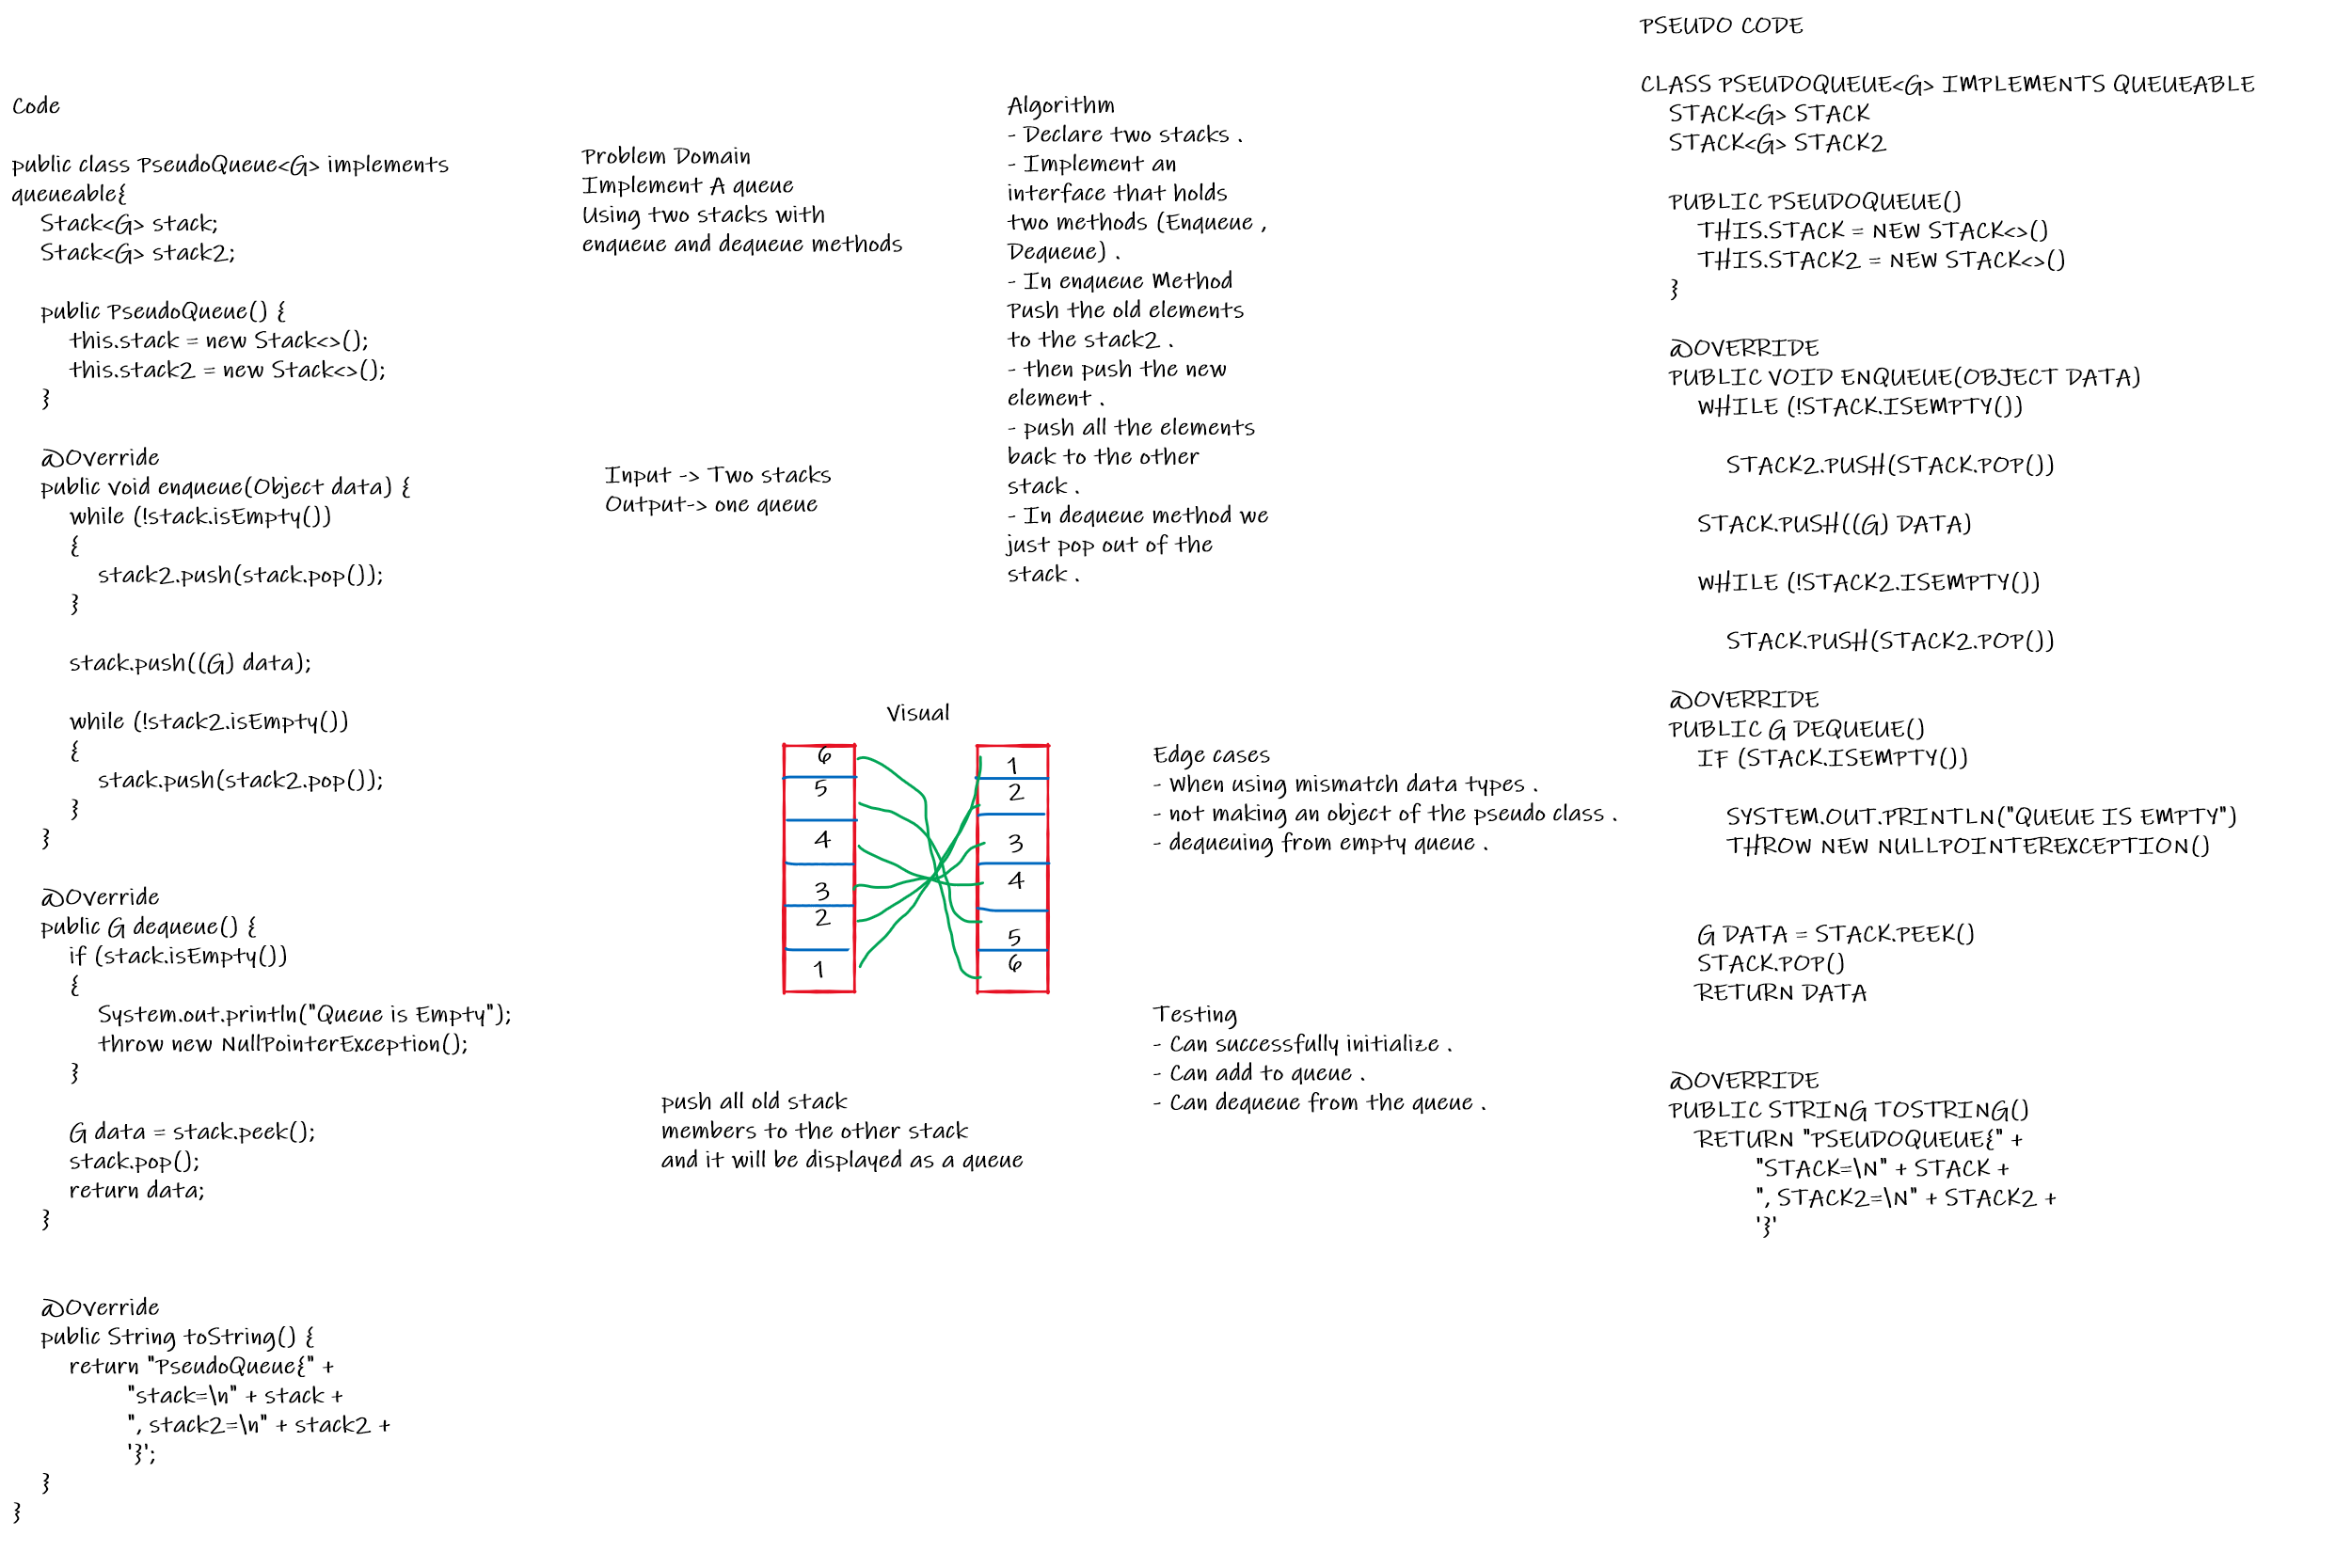 Code
public class PseudoQueue<G> implements
queueable{
Stack<G> stack;
Stack<G> stack2;
public PseudoQueue() {
this.stack = new Stack<>();
this.stack2 = new Stack<>();
}
@Override
public void enqueue(Object data) {
while (!stack.isEmpty())
{
stack2.push(stack.pop());
}
stack.push((G) data);
while (!stack2.isEmpty())
{
stack.push(stack2.pop());
}
}
@Override
public G dequeue() {
if (stack.isEmpty())
{
System.out.println("Queue is Empty");
throw new NullPointerException();
}
G data = stack.peek();
stack.pop();
return data;
}
@Override
public String toString() {
return "PseudoQueue{" +
"stack=\n" + stack +
", stack2=\n" + stack2 +
'}';
}
}
Problem Domain
Implement A queue
Using two stacks with
enqueue and dequeue methods
Input -> Two stacks
Output-> one queue
Algorithm
- Declare two stacks .
- Implement an
interface that holds
two methods (Enqueue ,
Dequeue) .
- In enqueue Method
Push the old elements
to the stack2 .
- then push the new
element .
- push all the elements
back to the other
stack .
- In dequeue method we
just pop out of the
stack .
Visual
6
5
4
3
2
1
1
2
3
4
5
6
push all old stack
members to the other stack
and it will be displayed as a queue
Edge cases
- When using mismatch data types .
- not making an object of the pseudo class .
- dequeuing from empty queue .
Testing
- Can successfully initialize .
- Can add to queue .
- Can dequeue from the queue .
PSEUDO CODE
CLASS PSEUDOQUEUE<G> IMPLEMENTS QUEUEABLE
STACK<G> STACK
STACK<G> STACK2
PUBLIC PSEUDOQUEUE()
THIS.STACK = NEW STACK<>()
THIS.STACK2 = NEW STACK<>()
}
@OVERRIDE
PUBLIC VOID ENQUEUE(OBJECT DATA)
WHILE (!STACK.ISEMPTY())
STACK2.PUSH(STACK.POP())
STACK.PUSH((G) DATA)
WHILE (!STACK2.ISEMPTY())
STACK.PUSH(STACK2.POP())
@OVERRIDE
PUBLIC G DEQUEUE()
IF (STACK.ISEMPTY())
SYSTEM.OUT.PRINTLN("QUEUE IS EMPTY")
THROW NEW NULLPOINTEREXCEPTION()
G DATA = STACK.PEEK()
STACK.POP()
RETURN DATA
@OVERRIDE
PUBLIC STRING TOSTRING()
RETURN "PSEUDOQUEUE{" +
"STACK=\N" + STACK +
", STACK2=\N" + STACK2 +
'}'